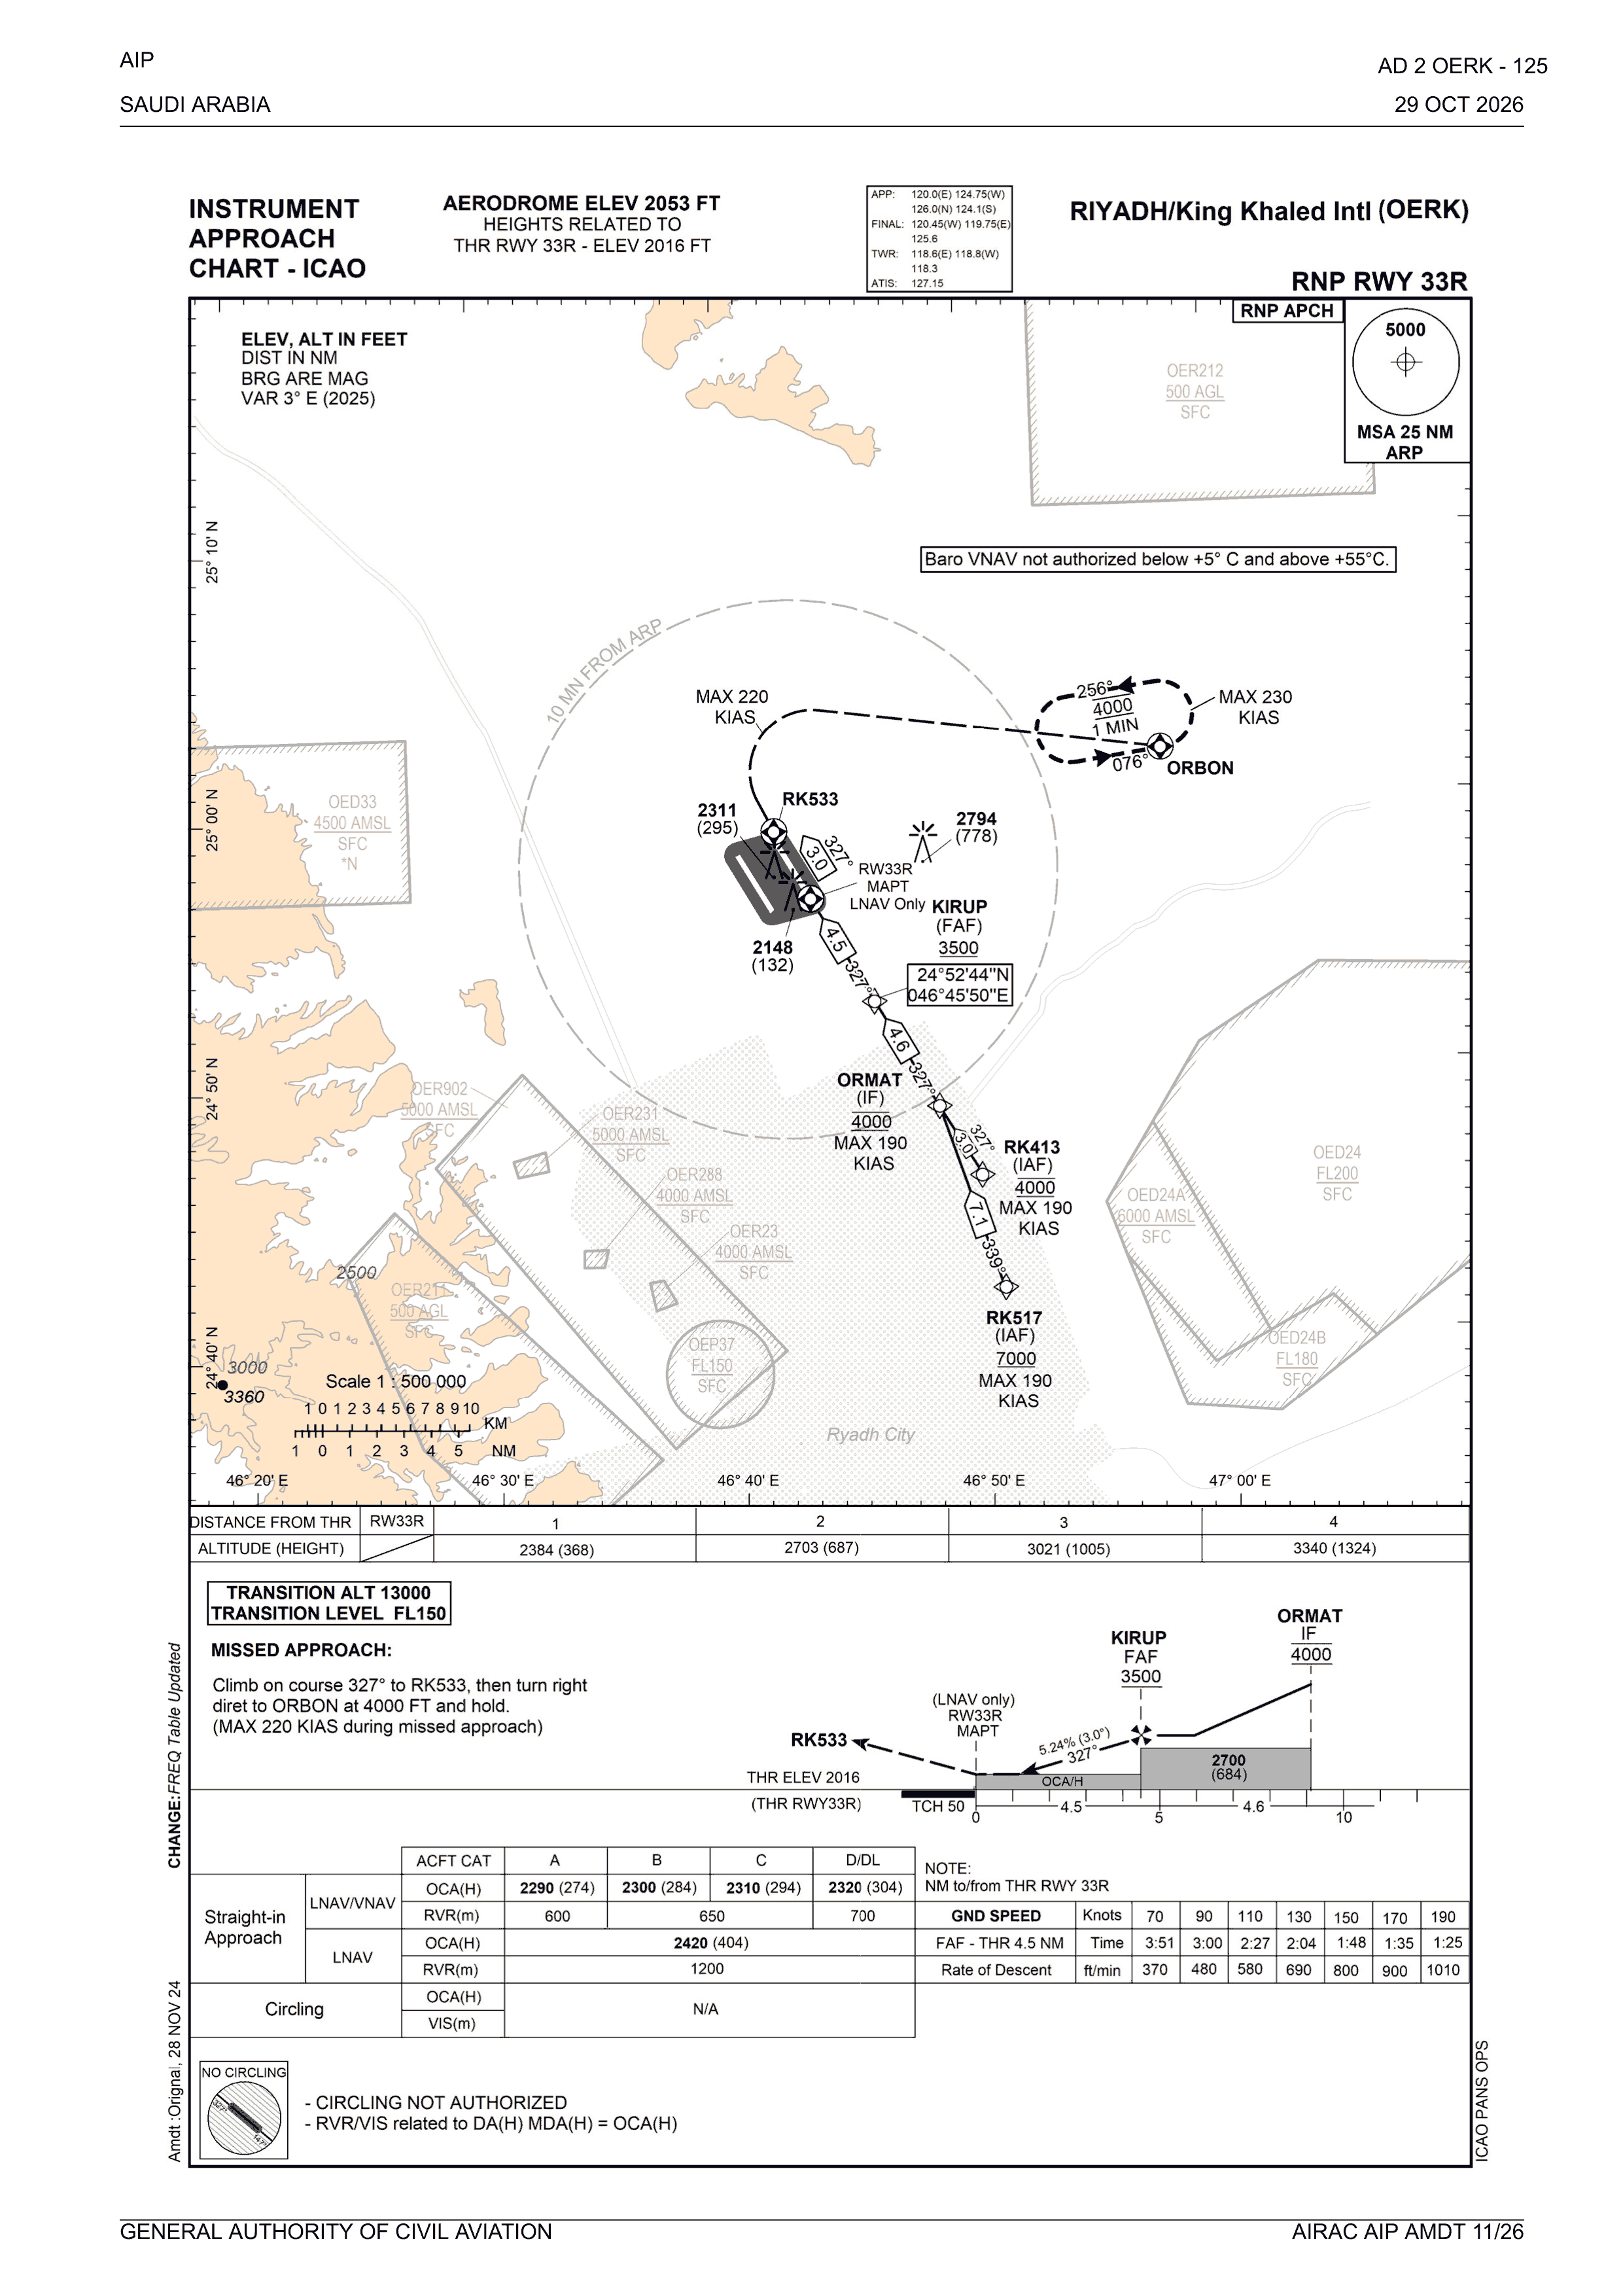 AIP
AD 2 OERK - 125
SAUDI ARABIA
29 OCT 2026
INSTRUMENT
APPROACH
CHART - ICAO
AERODROME ELEV 2053 FT
HEIGHTS RELATED TO
THR RWY 33R - ELEV 2016 FT
APP: 120.0(E) 124.75(W)
126.0(N) 124.1(S)
FINAL: 120.45(W) 119.75(E)
125.6
TWR: 118.6(E) 118.8(W)
118.3
ATIS: 127.15
RIYADH/King Khaled Intl (OERK)
RNP RWY 33R
RNP APCH
5000
MSA 25 NM
ARP
ELEV, ALT IN FEET
DIST IN NM
BRG ARE MAG
VAR 3° E (2025)
OER212
500 AGL
SFC
25° 10' N
Baro VNAV not authorized below +5° C and above +55°C.
10 MN FROM ARP
MAX 220
KIAS
256°
4000
1 MIN
076°
MAX 230
KIAS
ORBON
OED33
4500 AMSL
SFC
*N
25° 00' N
RK533
2311
(295)
2794
(778)
327°
3.0
RW33R
MAPT
LNAV Only
2148
(132)
KIRUP
(FAF)
3500
24°52'44"N
046°45'50"E
4.5
327°
4.6
327°
24° 50' N
ORMAT
(IF)
4000
MAX 190
KIAS
327°
3.0
RK413
(IAF)
4000
MAX 190
KIAS
7.1
339°
RK517
(IAF)
7000
MAX 190
KIAS
OER902
5000 AMSL
SFC
OER231
5000 AMSL
SFC
OER288
4000 AMSL
SFC
OER23
4000 AMSL
SFC
OED24
FL200
SFC
OED24A
6000 AMSL
SFC
OED24B
FL180
SFC
2500
OER211
500 AGL
SFC
OEP37
FL150
SFC
24° 40' N
3000
3360
Scale 1 : 500 000
1 0 1 2 3 4 5 6 7 8 9 10
KM
1 0 1 2 3 4 5 NM
Ryadh City
46° 20' E 46° 30' E 46° 40' E 46° 50' E 47° 00' E
DISTANCE FROM THR RW33R 1 2 3 4
ALTITUDE (HEIGHT) 2384 (368) 2703 (687) 3021 (1005) 3340 (1324)
TRANSITION ALT 13000
TRANSITION LEVEL FL150
MISSED APPROACH:
Climb on course 327° to RK533, then turn right
diret to ORBON at 4000 FT and hold.
(MAX 220 KIAS during missed approach)
ORMAT
IF
4000
KIRUP
FAF
3500
(LNAV only)
RW33R
MAPT
RK533
5.24% (3.0°)
327°
2700
(684)
THR ELEV 2016
OCA/H
(THR RWY33R)
TCH 50
0 4.5 5 4.6 10
ACFT CAT A B C D/DL
Straight-in
Approach
LNAV/VNAV
OCA(H) 2290 (274) 2300 (284) 2310 (294) 2320 (304)
RVR(m) 600 650 700
LNAV
OCA(H) 2420 (404)
RVR(m) 1200
Circling
OCA(H)
VIS(m)
N/A
NOTE:
NM to/from THR RWY 33R
GND SPEED Knots 70 90 110 130 150 170 190
FAF - THR 4.5 NM Time 3:51 3:00 2:27 2:04 1:48 1:35 1:25
Rate of Descent ft/min 370 480 580 690 800 900 1010
NO CIRCLING
327°
147°
- CIRCLING NOT AUTHORIZED
- RVR/VIS related to DA(H) MDA(H) = OCA(H)
CHANGE: FREQ Table Updated
Amdt :Orignal, 28 NOV 24
ICAO PANS OPS
GENERAL AUTHORITY OF CIVIL AVIATION
AIRAC AIP AMDT 11/26